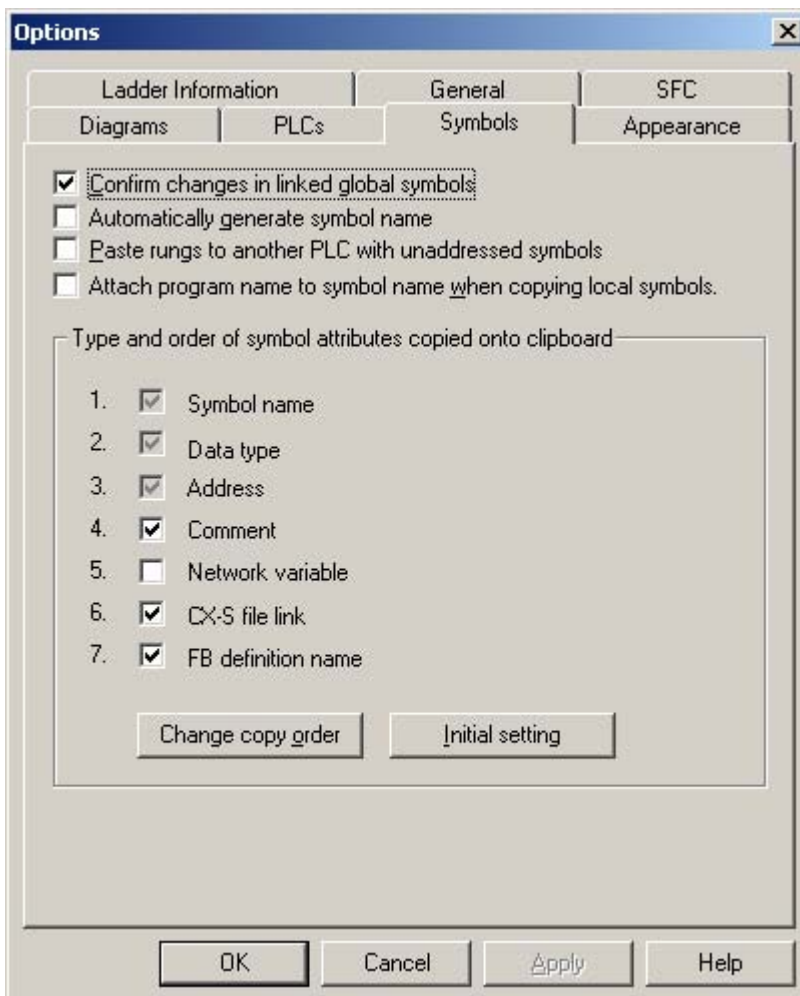 Options
Ladder Information General SFC
Diagrams PLCs Symbols Appearance
Confirm changes in linked global symbols
Automatically generate symbol name
Paste rungs to another PLC with unaddressed symbols
Attach program name to symbol name when copying local symbols.
Type and order of symbol attributes copied onto clipboard
1. Symbol name
2. Data type
3. Address
4. Comment
5. Network variable
6. CX-S file link
7. FB definition name
Change copy order Initial setting
OK Cancel Apply Help